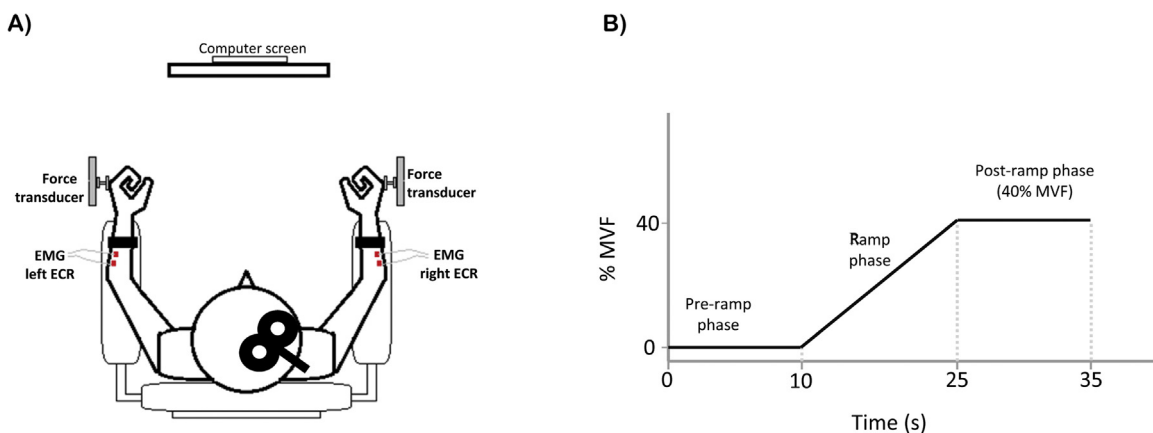 A)
Computer screen
Force
transducer
Force
transducer
EMG
left ECR
EMG
right ECR
B)
% MVF
40
0
Pre-ramp
phase
Ramp
phase
Post-ramp phase
(40% MVF)
0
10
25
35
Time (s)